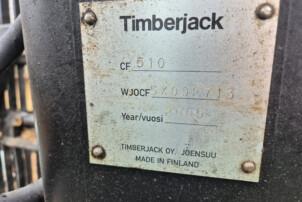 Timberjack
CF 510
WJOCF
Year/vuosi
TIMBERJACK OY. JOENSUU
MADE IN FINLAND